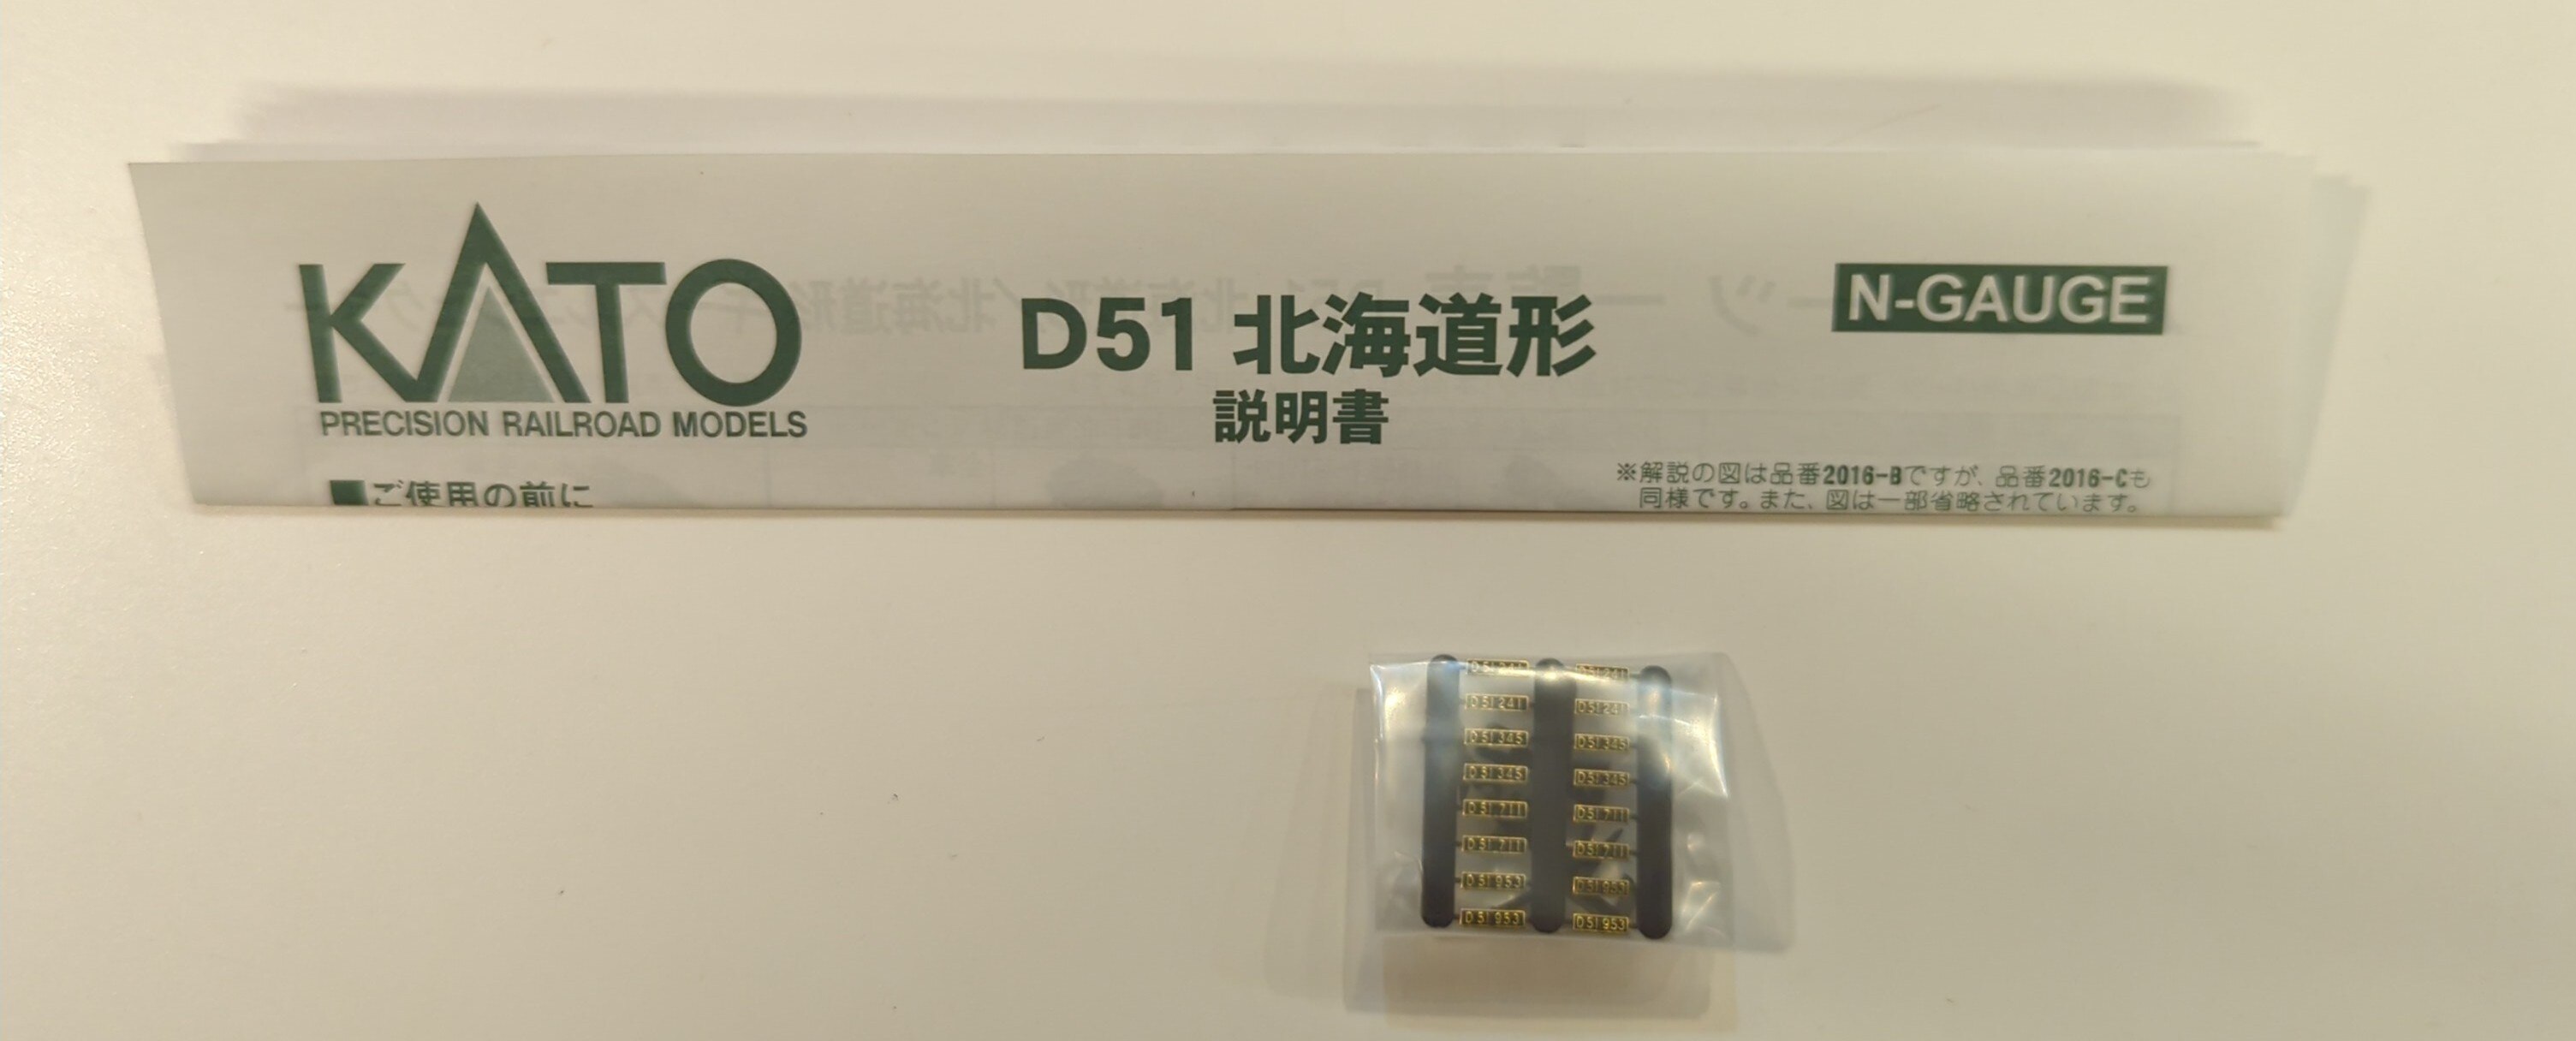 KATO
PRECISION RAILROAD MODELS
D51 北海道形
説明書
N-GAUGE
■ご使用の前に
※解説の図は品番2016-Bですが、品番2016-Cも
同様です。また、図は一部省略されています。
D51 241 D51 241
D51 241 D51 241
D51 345 D51 345
D51 345 D51 345
D51 711 D51 711
D51 711 D51 711
D51 953 D51 953
D51 953 D51 953